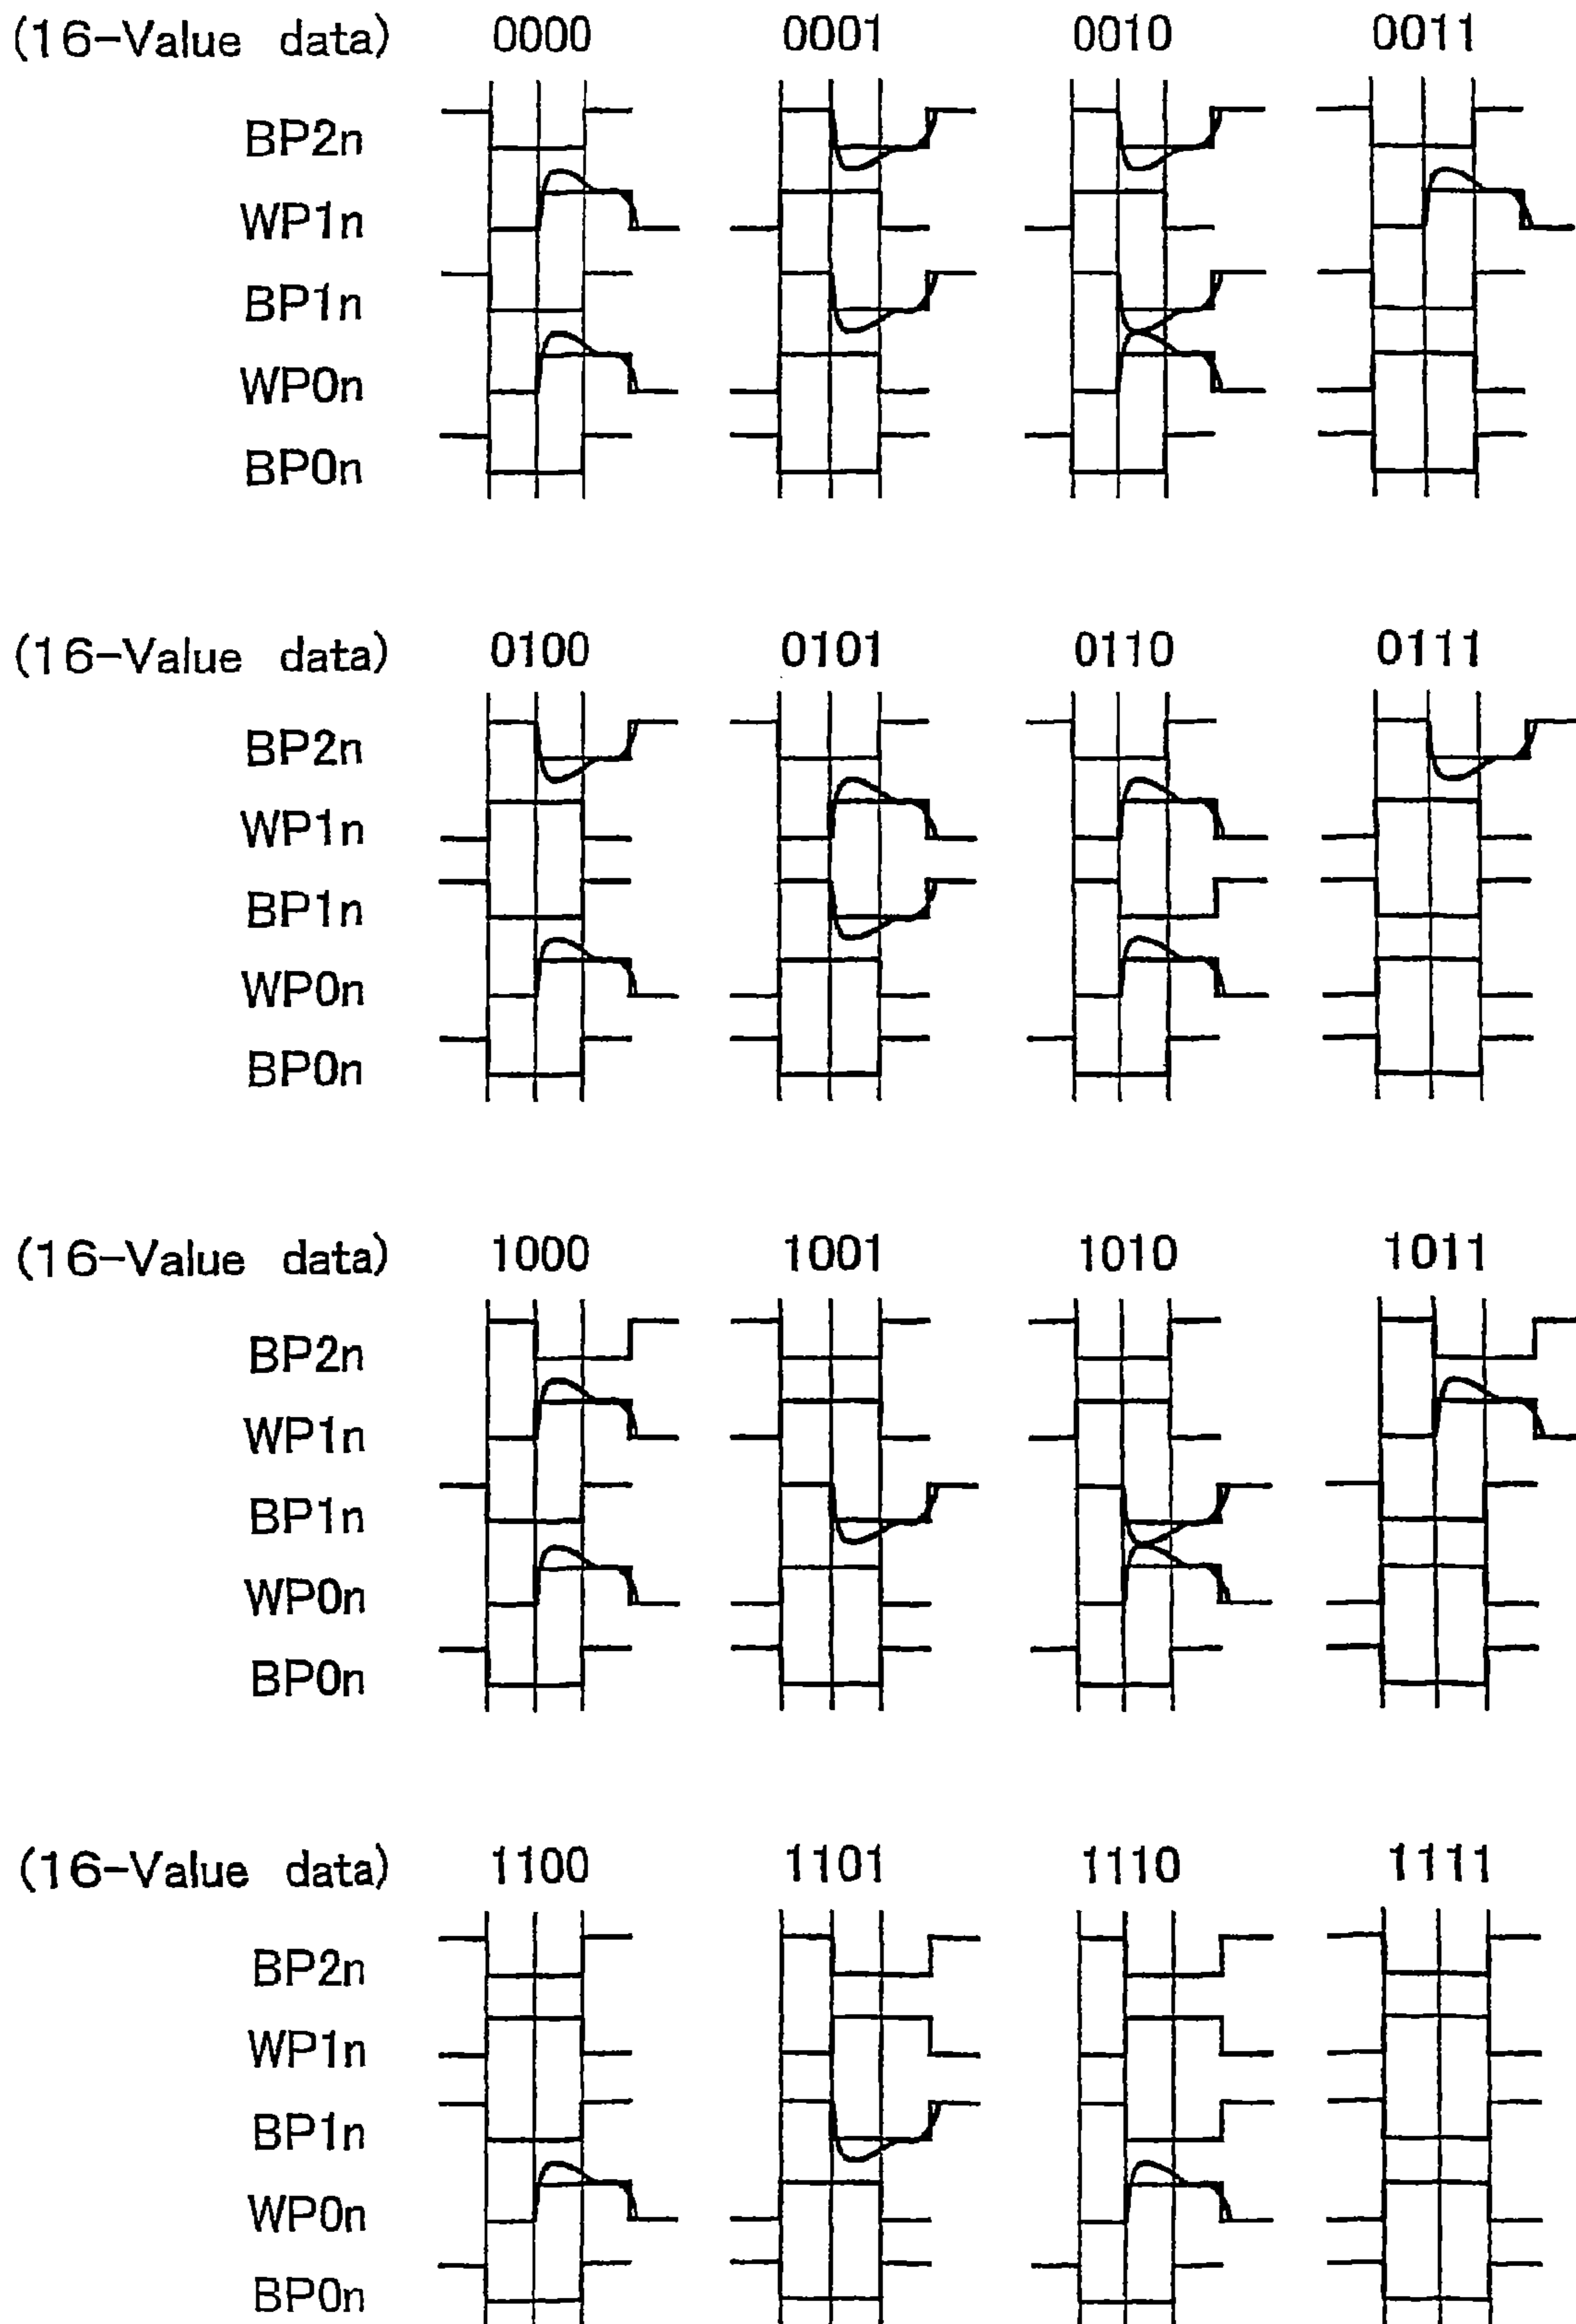 (16-Value data) 0000 0001 0010 0011
BP2n
WP1n
BP1n
WP0n
BP0n
(16-Value data) 0100 0101 0110 0111
BP2n
WP1n
BP1n
WP0n
BP0n
(16-Value data) 1000 1001 1010 1011
BP2n
WP1n
BP1n
WP0n
BP0n
(16-Value data) 1100 1101 1110 1111
BP2n
WP1n
BP1n
WP0n
BP0n